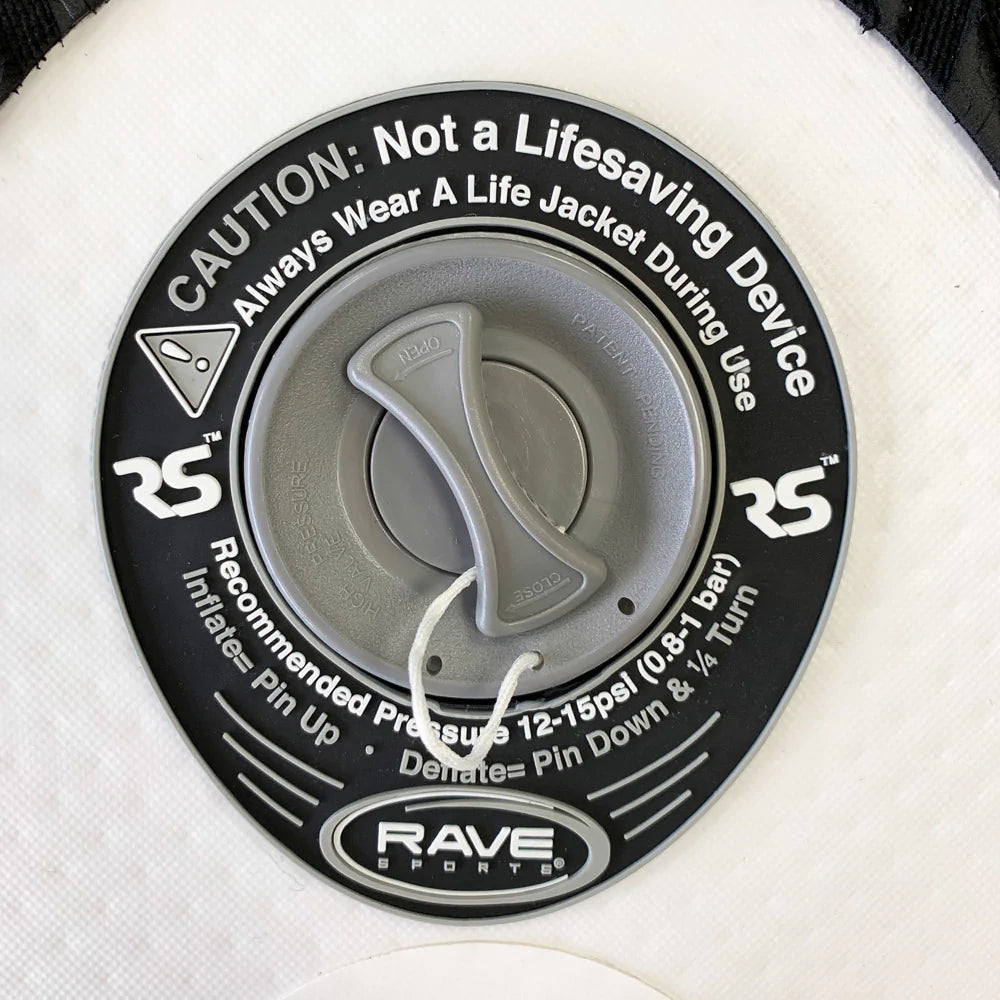 CAUTION: Not a Lifesaving Device
Always Wear A Life Jacket During Use
OPEN
PATENT PENDING
HIGH PRESSURE
VALVE
CLOSE
RS™
RS™
Recommended Pressure 12-15psi (0.8-1 bar)
Inflate= Pin Up • Deflate= Pin Down & ¼ Turn
RAVE
SPORTS®